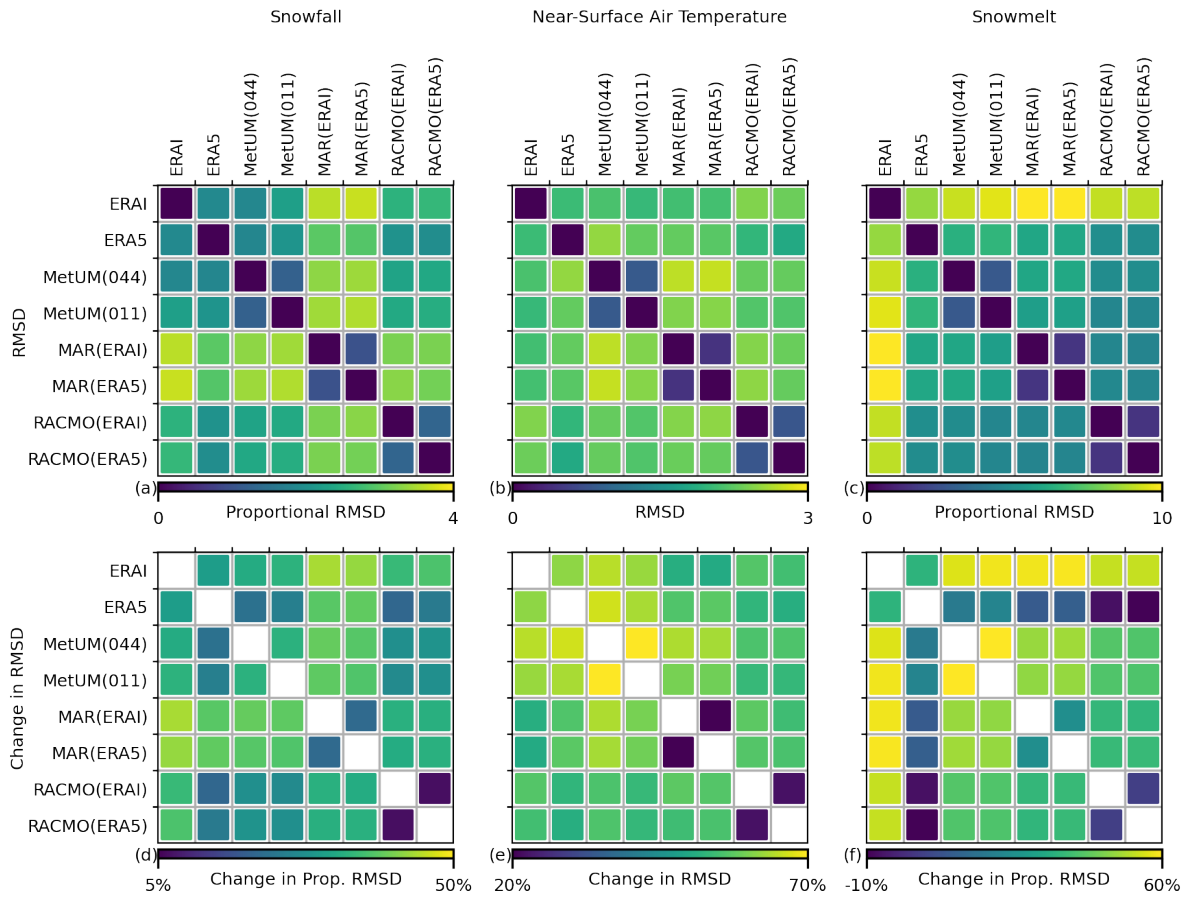 Snowfall
Near-Surface Air Temperature
Snowmelt
ERAI ERA5 MetUM(044) MetUM(011) MAR(ERAI) MAR(ERA5) RACMO(ERAI) RACMO(ERA5)
ERAI ERA5 MetUM(044) MetUM(011) MAR(ERAI) MAR(ERA5) RACMO(ERAI) RACMO(ERA5)
ERAI ERA5 MetUM(044) MetUM(011) MAR(ERAI) MAR(ERA5) RACMO(ERAI) RACMO(ERA5)
RMSD
ERAI
ERA5
MetUM(044)
MetUM(011)
MAR(ERAI)
MAR(ERA5)
RACMO(ERAI)
RACMO(ERA5)
(a)
0 Proportional RMSD 4
(b)
0 RMSD 3
(c)
0 Proportional RMSD 10
Change in RMSD
ERAI
ERA5
MetUM(044)
MetUM(011)
MAR(ERAI)
MAR(ERA5)
RACMO(ERAI)
RACMO(ERA5)
(d)
5% Change in Prop. RMSD 50%
(e)
20% Change in RMSD 70%
(f)
-10% Change in Prop. RMSD 60%